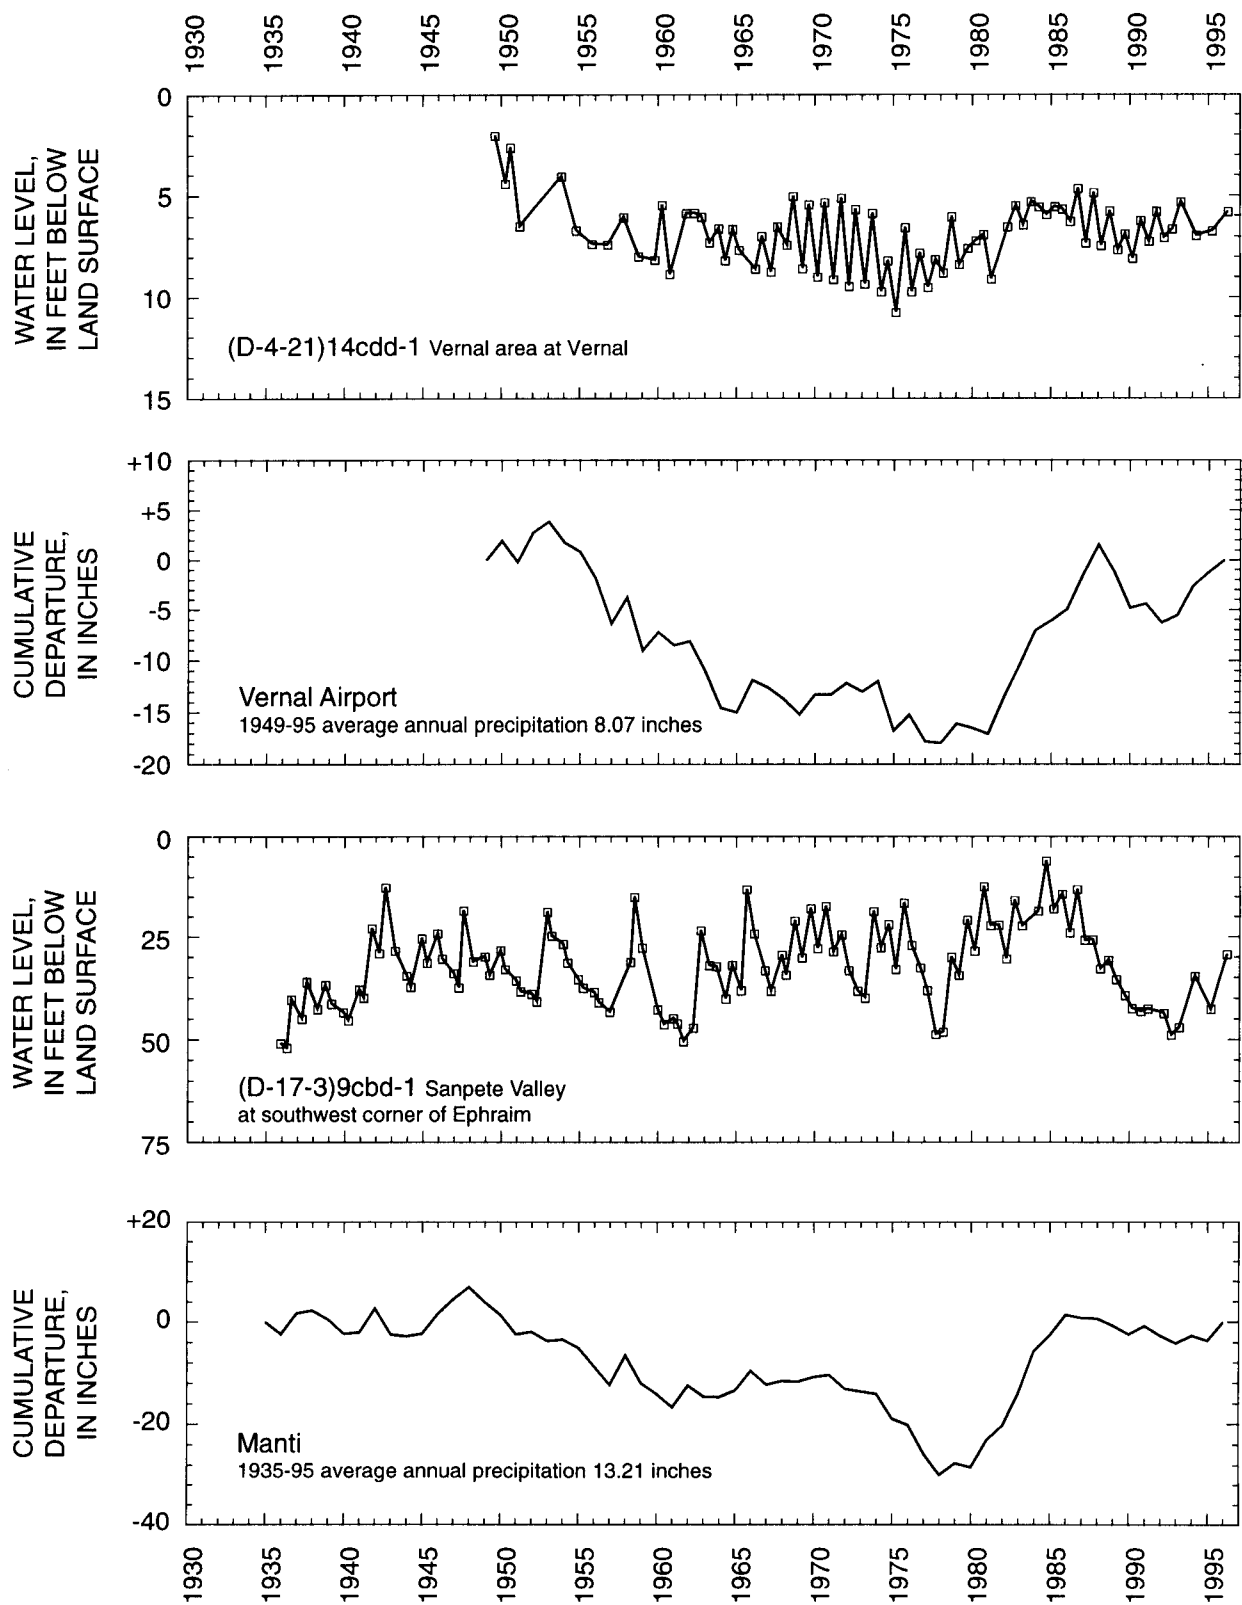 1930 1935 1940 1945 1950 1955 1960 1965 1970 1975 1980 1985 1990 1995
WATER LEVEL,
IN FEET BELOW
LAND SURFACE
0
5
10
15
(D-4-21)14cdd-1 Vernal area at Vernal
CUMULATIVE
DEPARTURE,
IN INCHES
+10
+5
0
-5
-10
-15
-20
Vernal Airport
1949-95 average annual precipitation 8.07 inches
WATER LEVEL,
IN FEET BELOW
LAND SURFACE
0
25
50
75
(D-17-3)9cbd-1 Sanpete Valley
at southwest corner of Ephraim
CUMULATIVE
DEPARTURE,
IN INCHES
+20
0
-20
-40
Manti
1935-95 average annual precipitation 13.21 inches
1930 1935 1940 1945 1950 1955 1960 1965 1970 1975 1980 1985 1990 1995